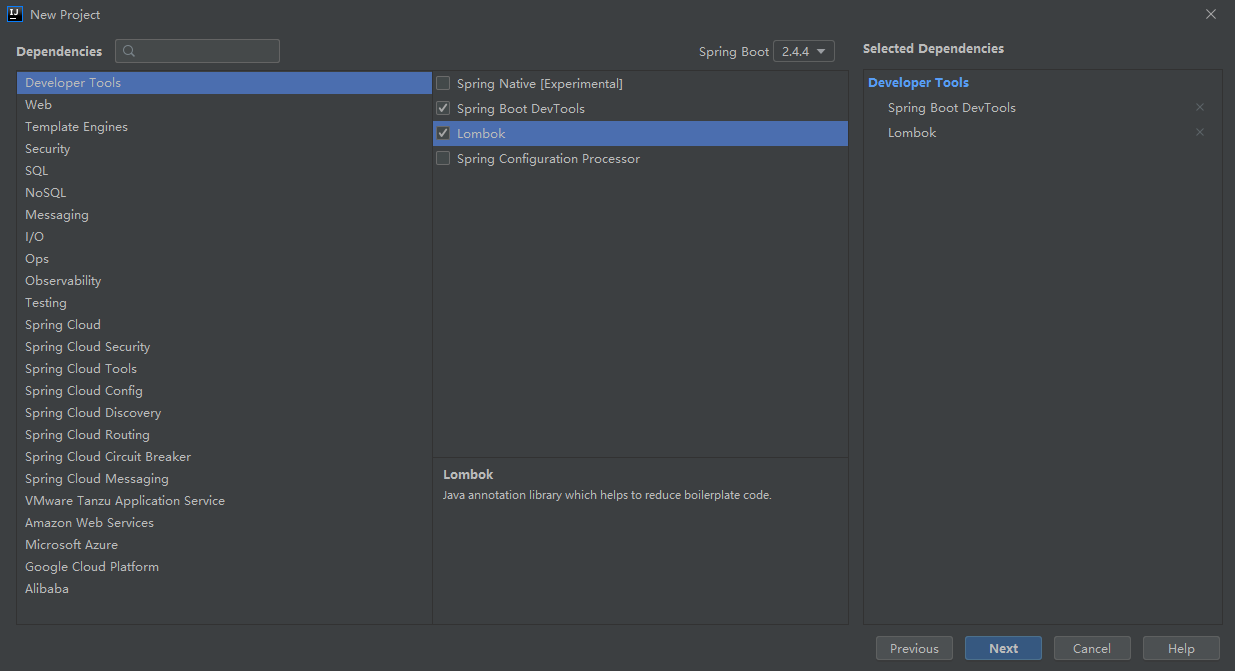 New Project
Dependencies
Spring Boot 2.4.4
Selected Dependencies
Developer Tools
Web
Template Engines
Security
SQL
NoSQL
Messaging
I/O
Ops
Observability
Testing
Spring Cloud
Spring Cloud Security
Spring Cloud Tools
Spring Cloud Config
Spring Cloud Discovery
Spring Cloud Routing
Spring Cloud Circuit Breaker
Spring Cloud Messaging
VMware Tanzu Application Service
Amazon Web Services
Microsoft Azure
Google Cloud Platform
Alibaba
Spring Native [Experimental]
Spring Boot DevTools
Lombok
Spring Configuration Processor
Lombok
Java annotation library which helps to reduce boilerplate code.
Developer Tools
Spring Boot DevTools
Lombok
Previous
Next
Cancel
Help